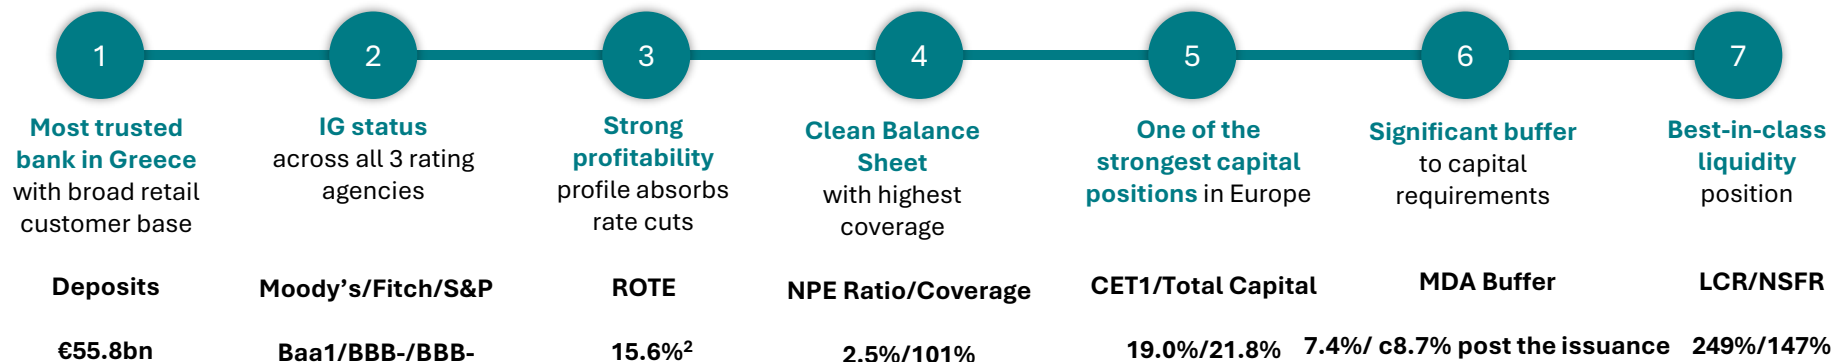 1
2
3
4
5
6
7
Most trusted
bank in Greece
with broad retail
customer base
IG status
across all 3 rating
agencies
Strong
profitability
profile absorbs
rate cuts
Clean Balance
Sheet
with highest
coverage
One of the
strongest capital
positions in Europe
Significant buffer
to capital
requirements
Best-in-class
liquidity
position
Deposits
Moody's/Fitch/S&P
ROTE
NPE Ratio/Coverage
CET1/Total Capital
MDA Buffer
LCR/NSFR
€55.8bn
Baa1/BBB-/BBB-
15.6%²
2.5%/101%
19.0%/21.8%
7.4%/ c8.7% post the issuance
249%/147%